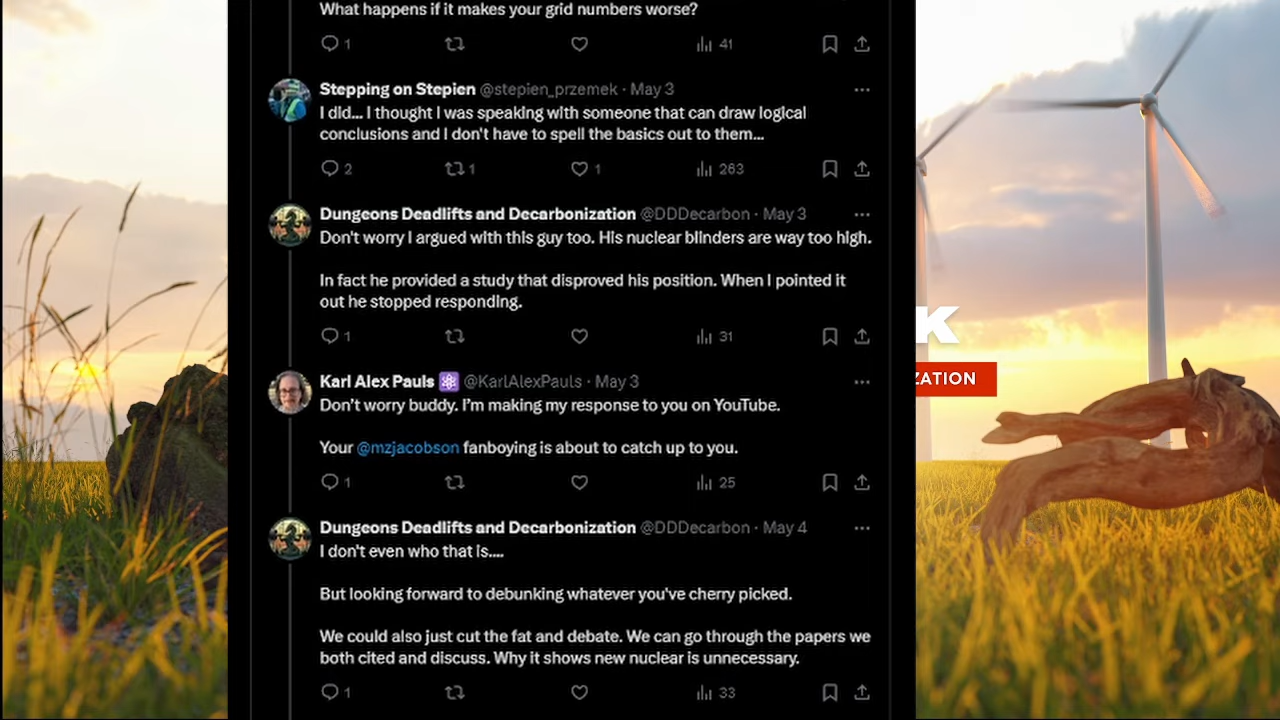 What happens if it makes your grid numbers worse?
1 41
Stepping on Stepien @stepien_przemek · May 3
I did... I thought I was speaking with someone that can draw logical
conclusions and I don't have to spell the basics out to them...
2 1 1 263
Dungeons Deadlifts and Decarbonization @DDDecarbon · May 3
Don't worry I argued with this guy too. His nuclear blinders are way too high.
In fact he provided a study that disproved his position. When I pointed it
out he stopped responding.
1 31
Karl Alex Pauls @KarlAlexPauls · May 3
Don't worry buddy. I'm making my response to you on YouTube.
Your @mzjacobson fanboying is about to catch up to you.
1 25
Dungeons Deadlifts and Decarbonization @DDDecarbon · May 4
I don't even who that is....
But looking forward to debunking whatever you've cherry picked.
We could also just cut the fat and debate. We can go through the papers we
both cited and discuss. Why it shows new nuclear is unnecessary.
1 33
K
ZATION